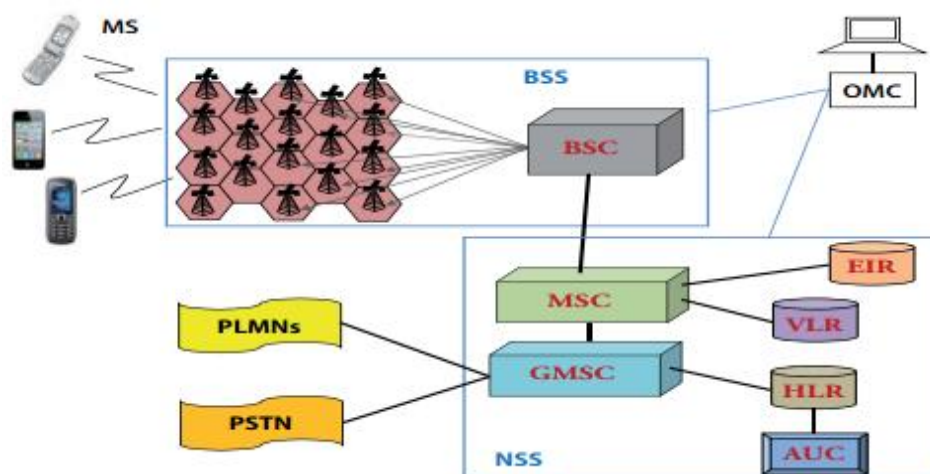 MS
BSS
OMC
BSC
MSC
EIR
VLR
PLMNs
GMSC
HLR
PSTN
AUC
NSS